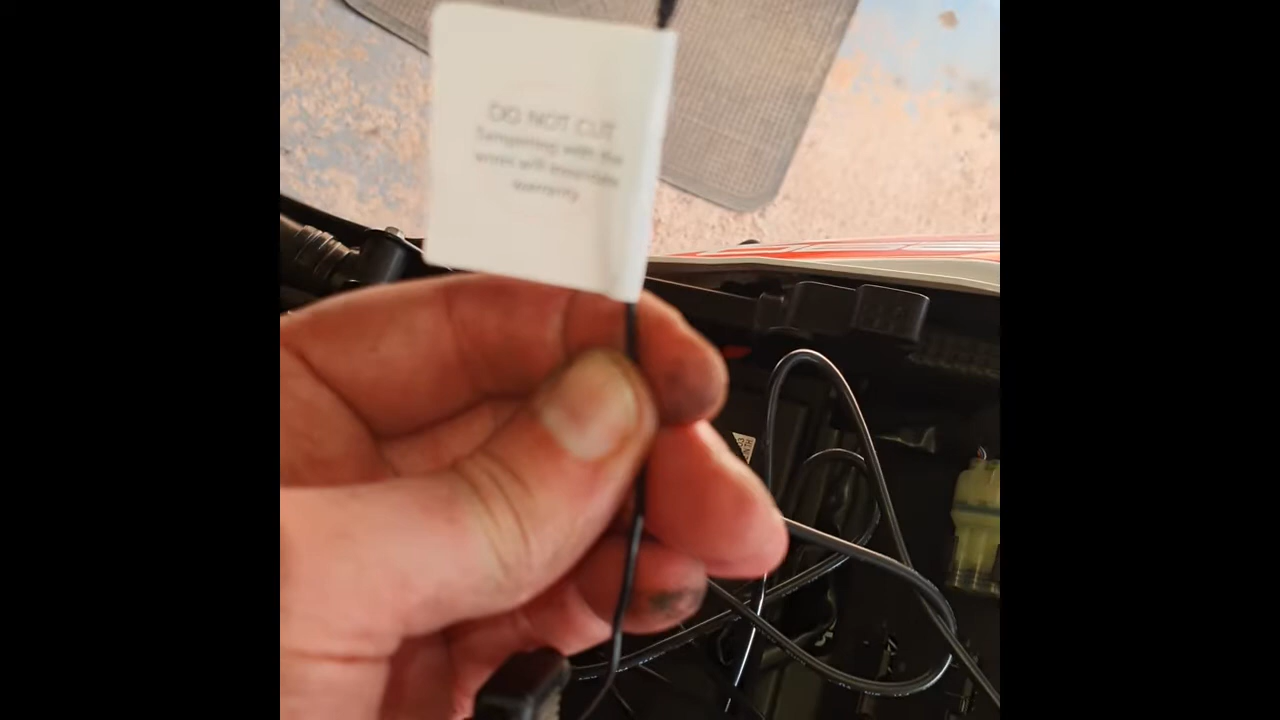 DO NOT CUT
Tampering with the
wires will invalidate
warranty